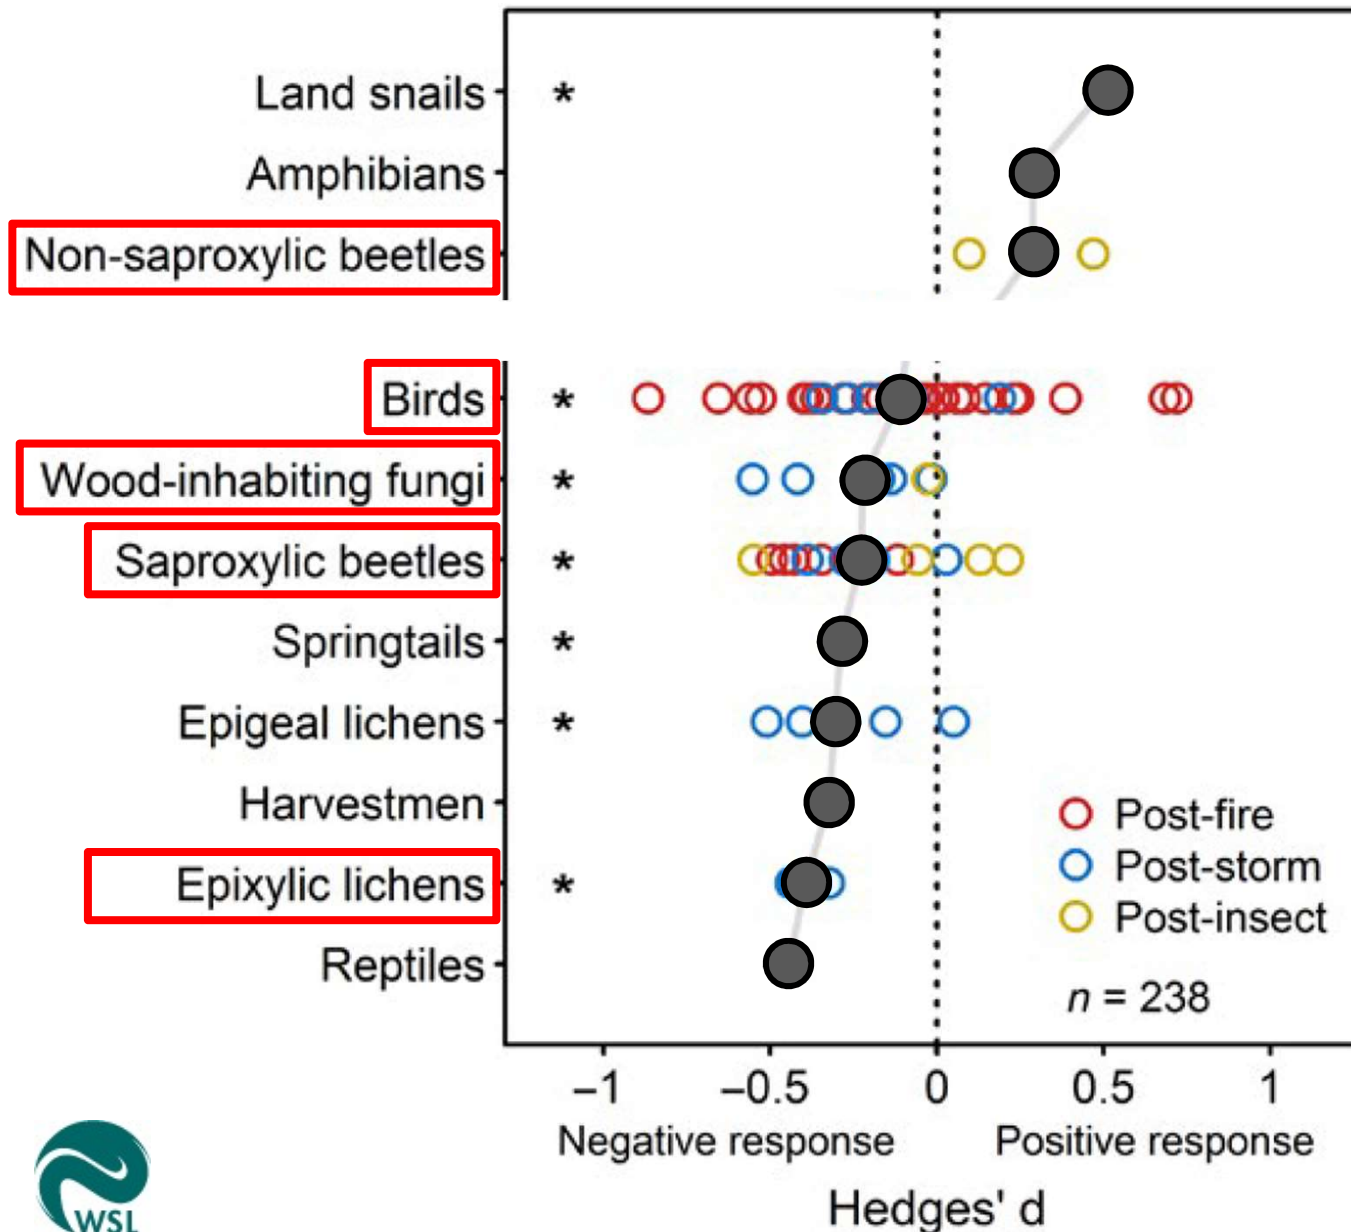 Land snails *
Amphibians
Non-saproxylic beetles
Birds *
Wood-inhabiting fungi *
Saproxylic beetles *
Springtails *
Epigeal lichens *
Harvestmen
Epixylic lichens *
Reptiles
Post-fire
Post-storm
Post-insect
n = 238
–1 –0.5 0 0.5 1
Negative response Positive response
Hedges' d
WSL